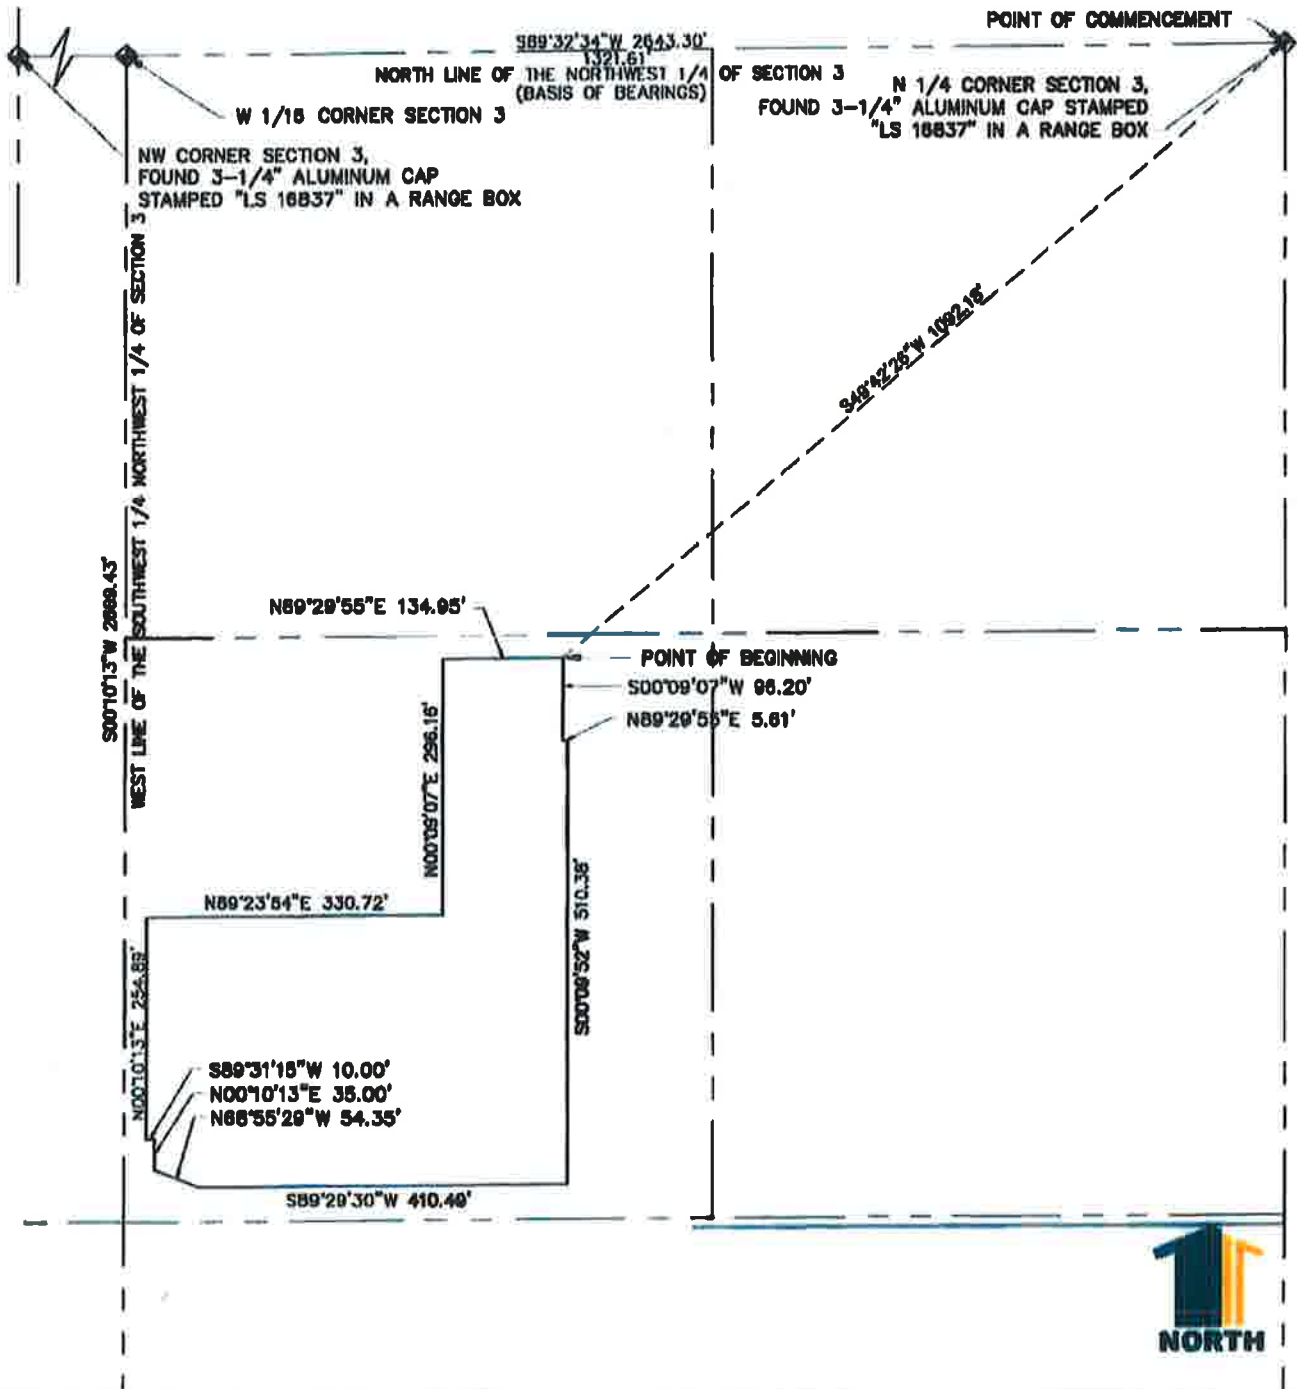 POINT OF COMMENCEMENT
S89°32'34"W 2643.30'
1321.61'
NORTH LINE OF THE NORTHWEST 1/4 OF SECTION 3
(BASIS OF BEARINGS)
N 1/4 CORNER SECTION 3,
FOUND 3-1/4" ALUMINUM CAP STAMPED
"LS 16837" IN A RANGE BOX
W 1/16 CORNER SECTION 3
NW CORNER SECTION 3,
FOUND 3-1/4" ALUMINUM CAP
STAMPED "LS 16837" IN A RANGE BOX
WEST LINE OF THE SOUTHWEST 1/4 NORTHWEST 1/4 OF SECTION 3
S00°10'13"W 2689.43'
S49°42'26"W 1092.18'
N89°29'55"E 134.95'
POINT OF BEGINNING
S00°09'07"W 96.20'
N89°29'55"E 5.61'
N00°09'07"E 296.16'
N89°23'54"E 330.72'
S00°09'52"W 510.38'
N00°10'13"E 254.89'
S89°31'16"W 10.00'
N00°10'13"E 35.00'
N68°55'29"W 54.35'
S89°29'30"W 410.49'
NORTH